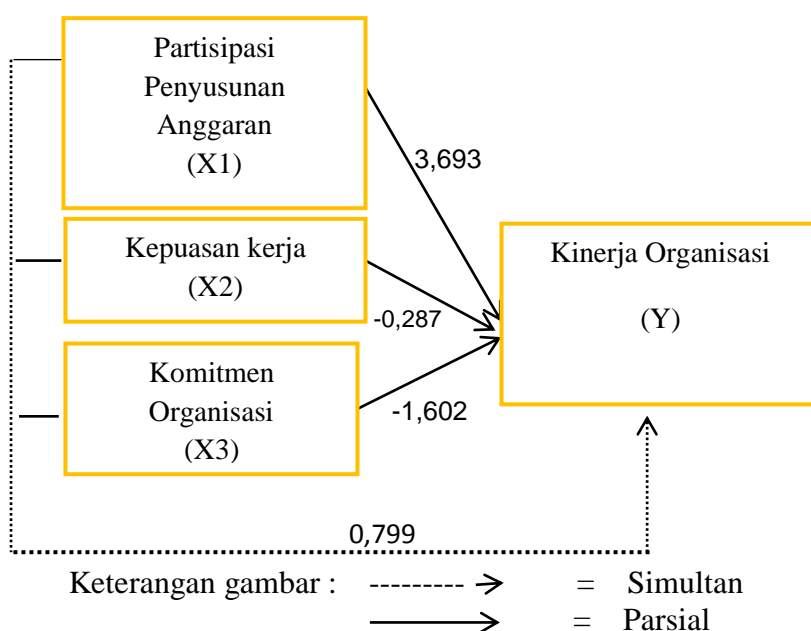 Partisipasi
Penyusunan
Anggaran
(X1)
3,693
Kepuasan kerja
(X2)
-0,287
Kinerja Organisasi
(Y)
Komitmen
Organisasi
(X3)
-1,602
0,799
Keterangan gambar : = Simultan
= Parsial